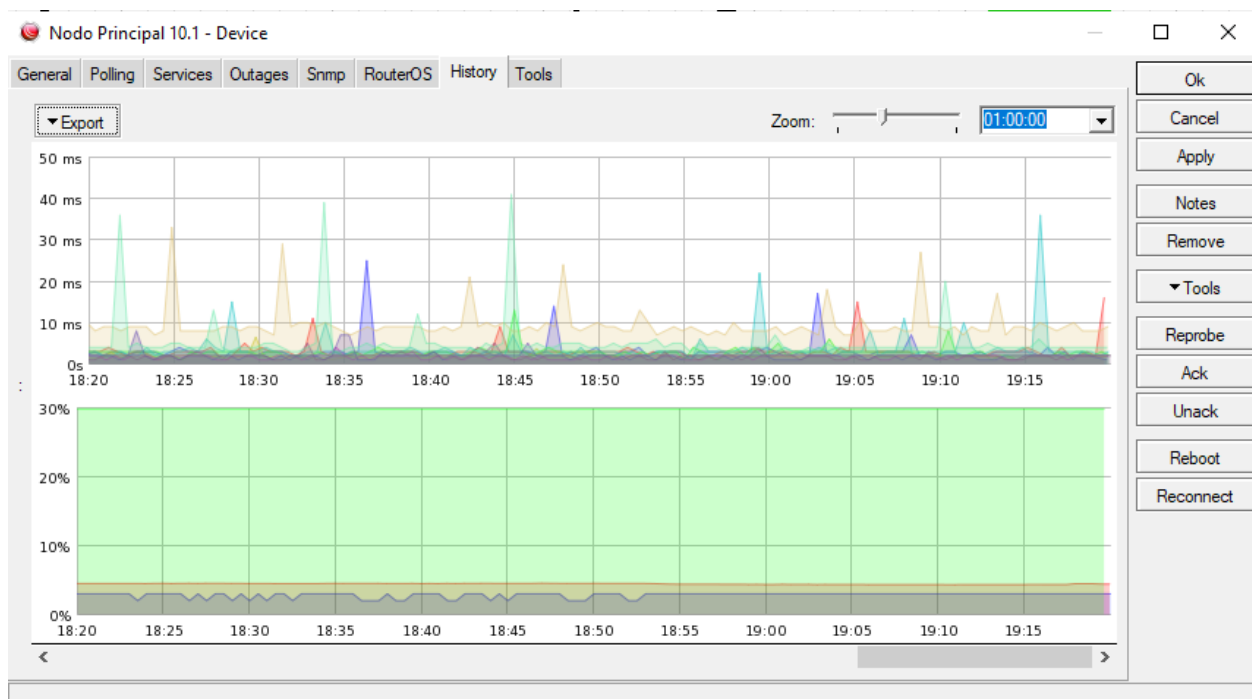 Nodo Principal 10.1 - Device
General Polling Services Outages Snmp RouterOS History Tools
Export Zoom: 01:00:00
50 ms
40 ms
30 ms
20 ms
10 ms
0s
18:20 18:25 18:30 18:35 18:40 18:45 18:50 18:55 19:00 19:05 19:10 19:15
:
30%
20%
10%
0%
18:20 18:25 18:30 18:35 18:40 18:45 18:50 18:55 19:00 19:05 19:10 19:15
Ok
Cancel
Apply
Notes
Remove
Tools
Reprobe
Ack
Unack
Reboot
Reconnect